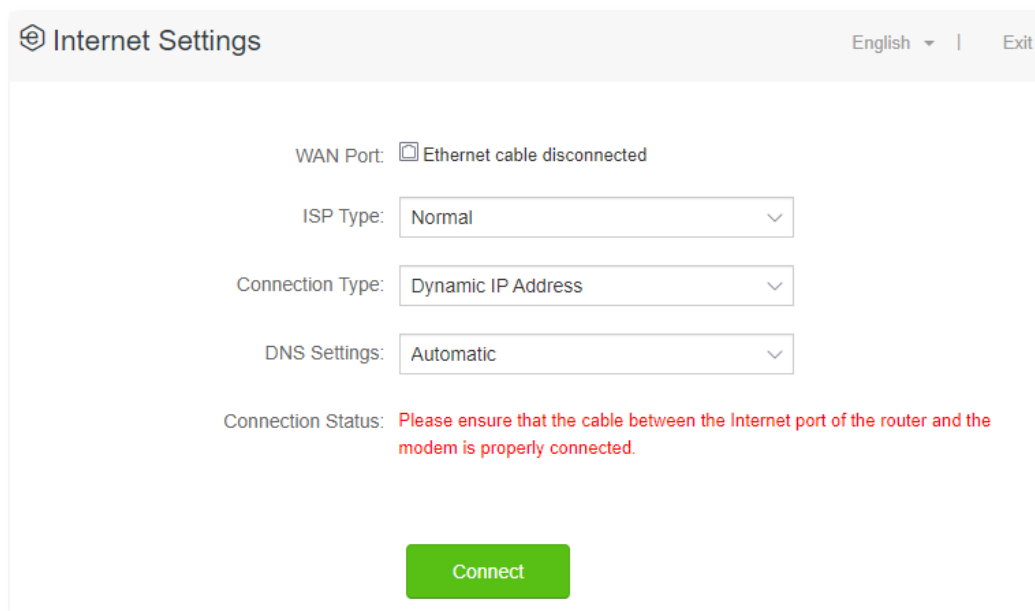 Internet Settings
English | Exit
WAN Port: Ethernet cable disconnected
ISP Type: Normal
Connection Type: Dynamic IP Address
DNS Settings: Automatic
Connection Status: Please ensure that the cable between the Internet port of the router and the
modem is properly connected.
Connect